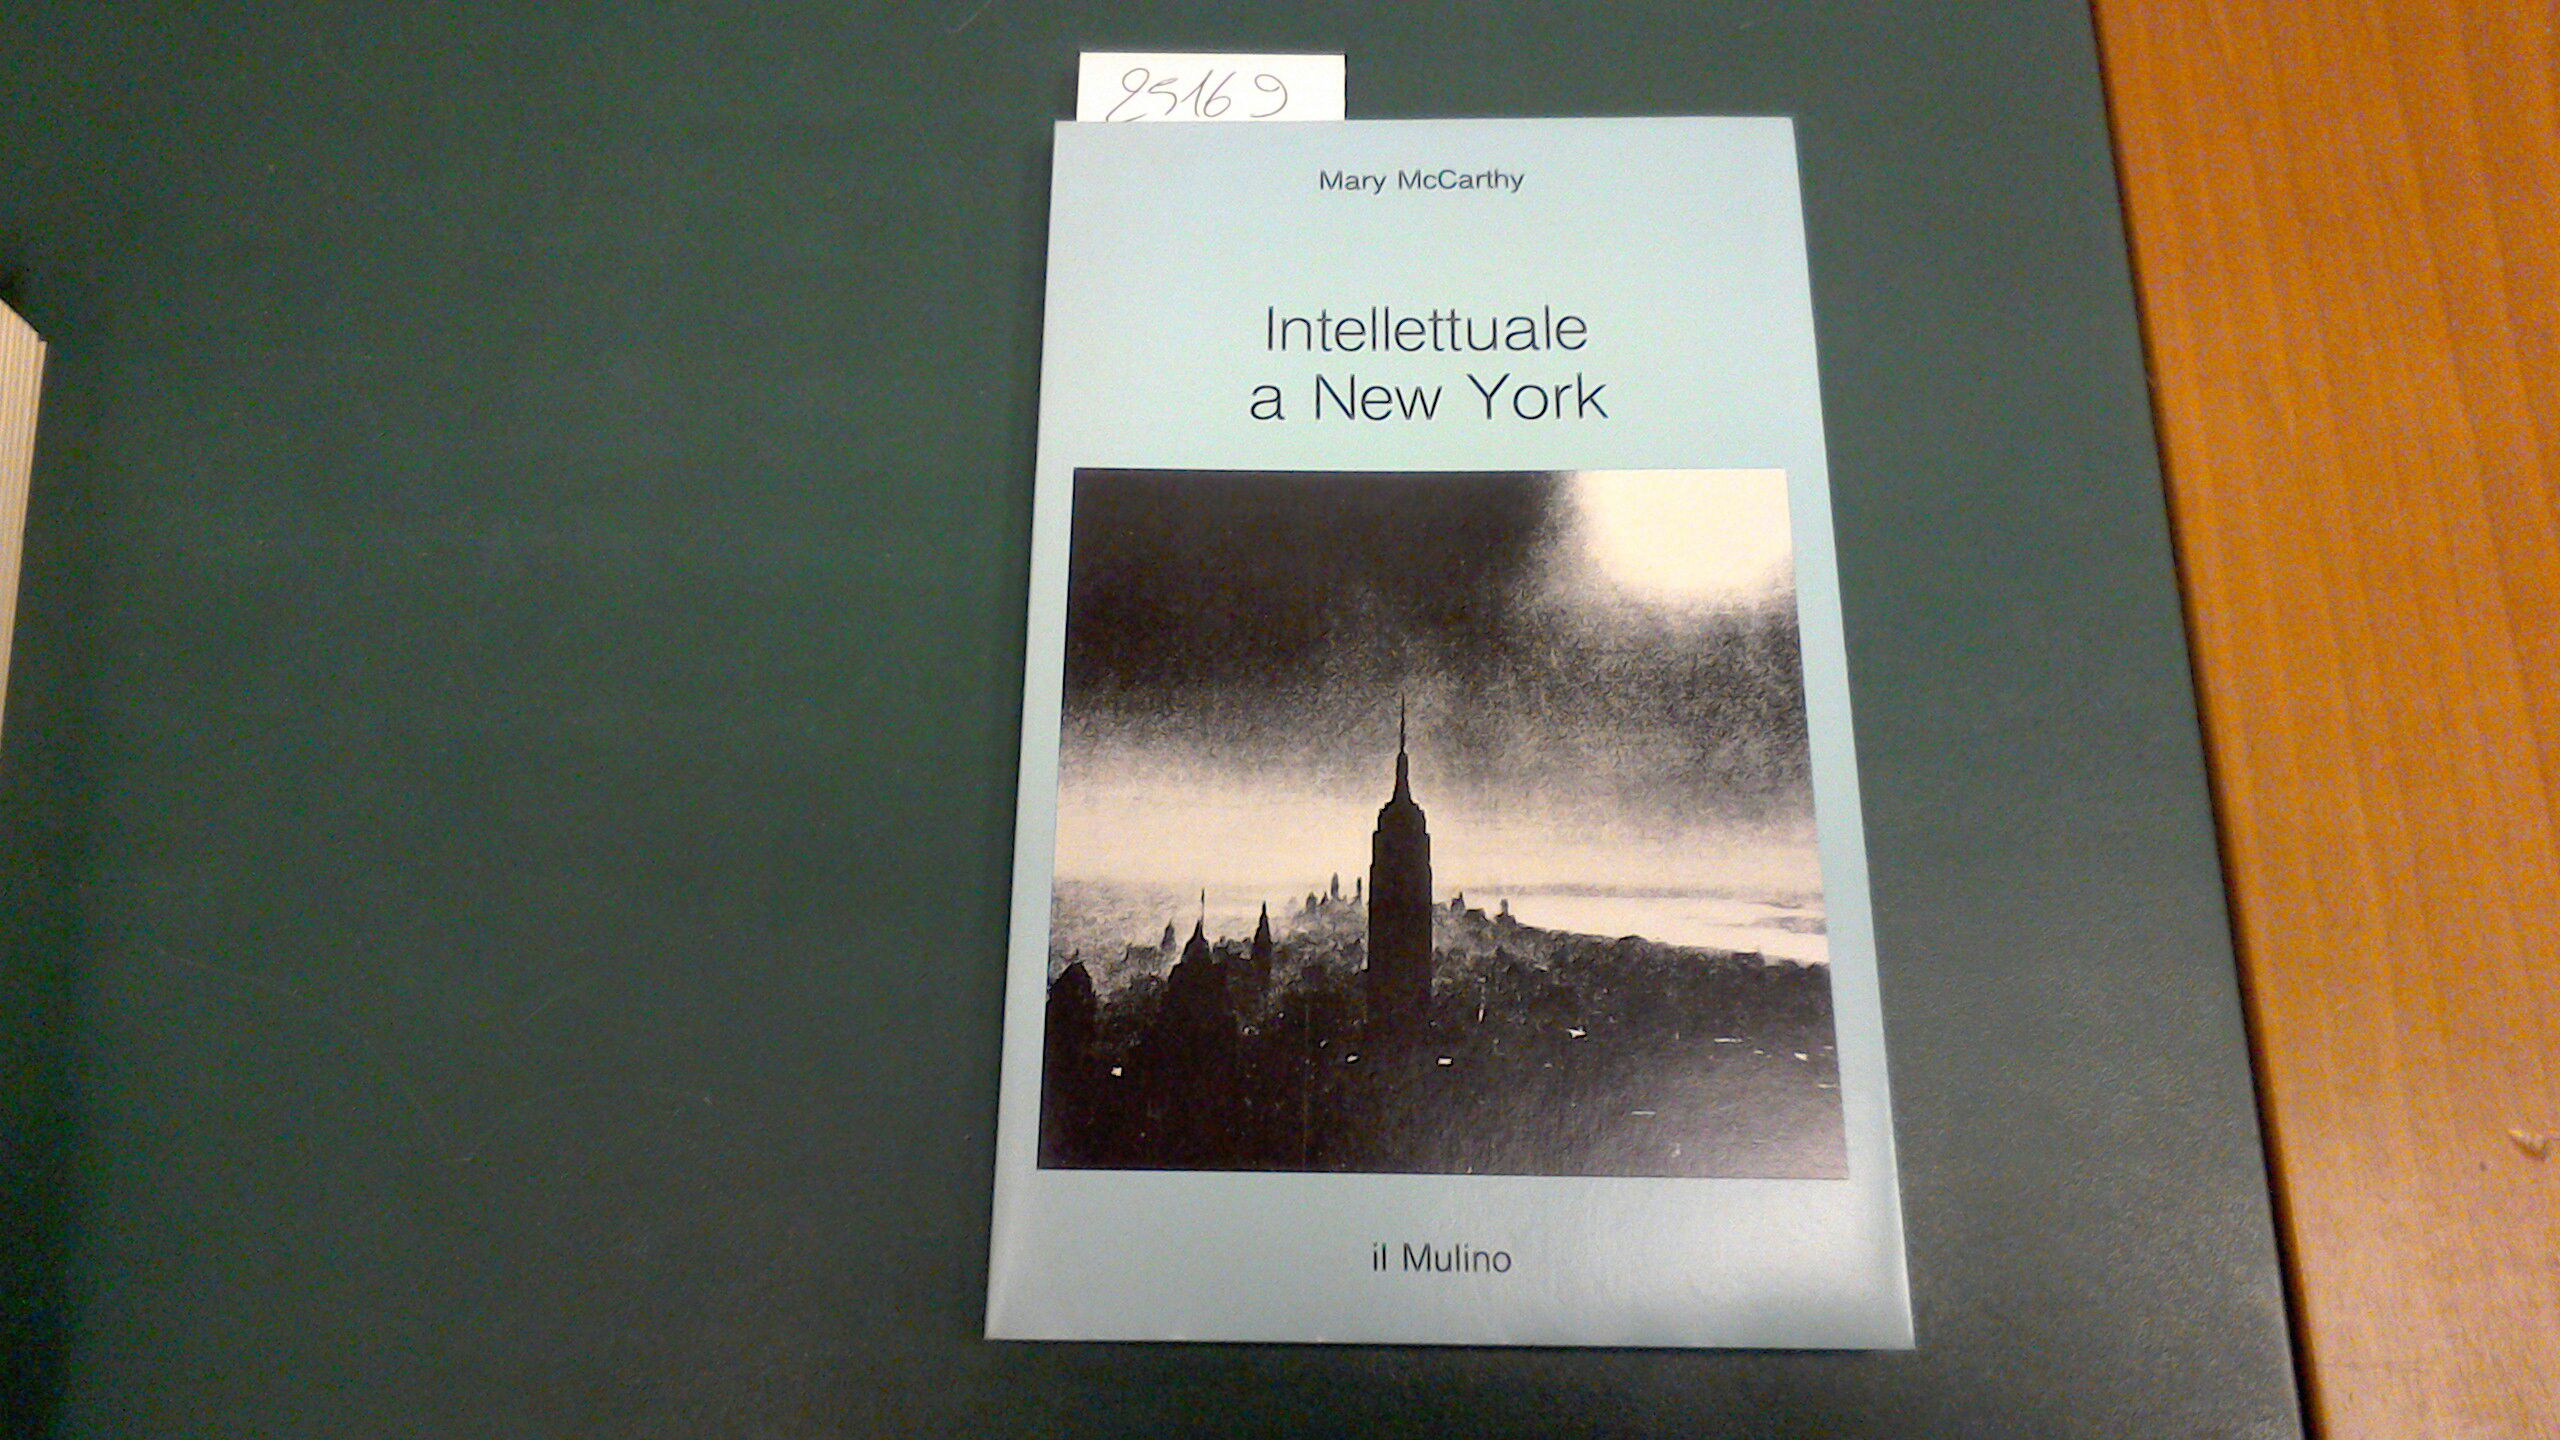 25169
Mary McCarthy
Intellettuale
a New York
il Mulino